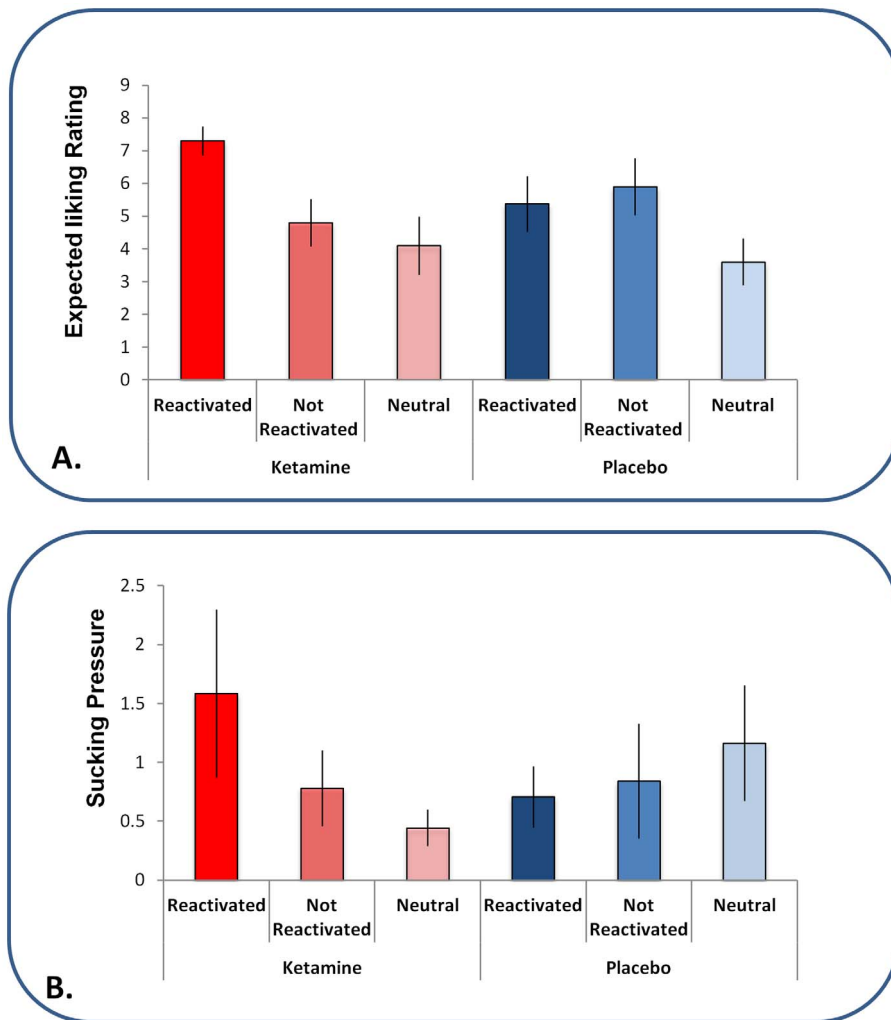 Expected liking Rating
9
8
7
6
5
4
3
2
1
0
Reactivated Not Neutral Reactivated Not Neutral
Reactivated Reactivated
Ketamine Placebo
A.
Sucking Pressure
2.5
2
1.5
1
0.5
0
Reactivated Not Neutral Reactivated Not Neutral
Reactivated Reactivated
Ketamine Placebo
B.